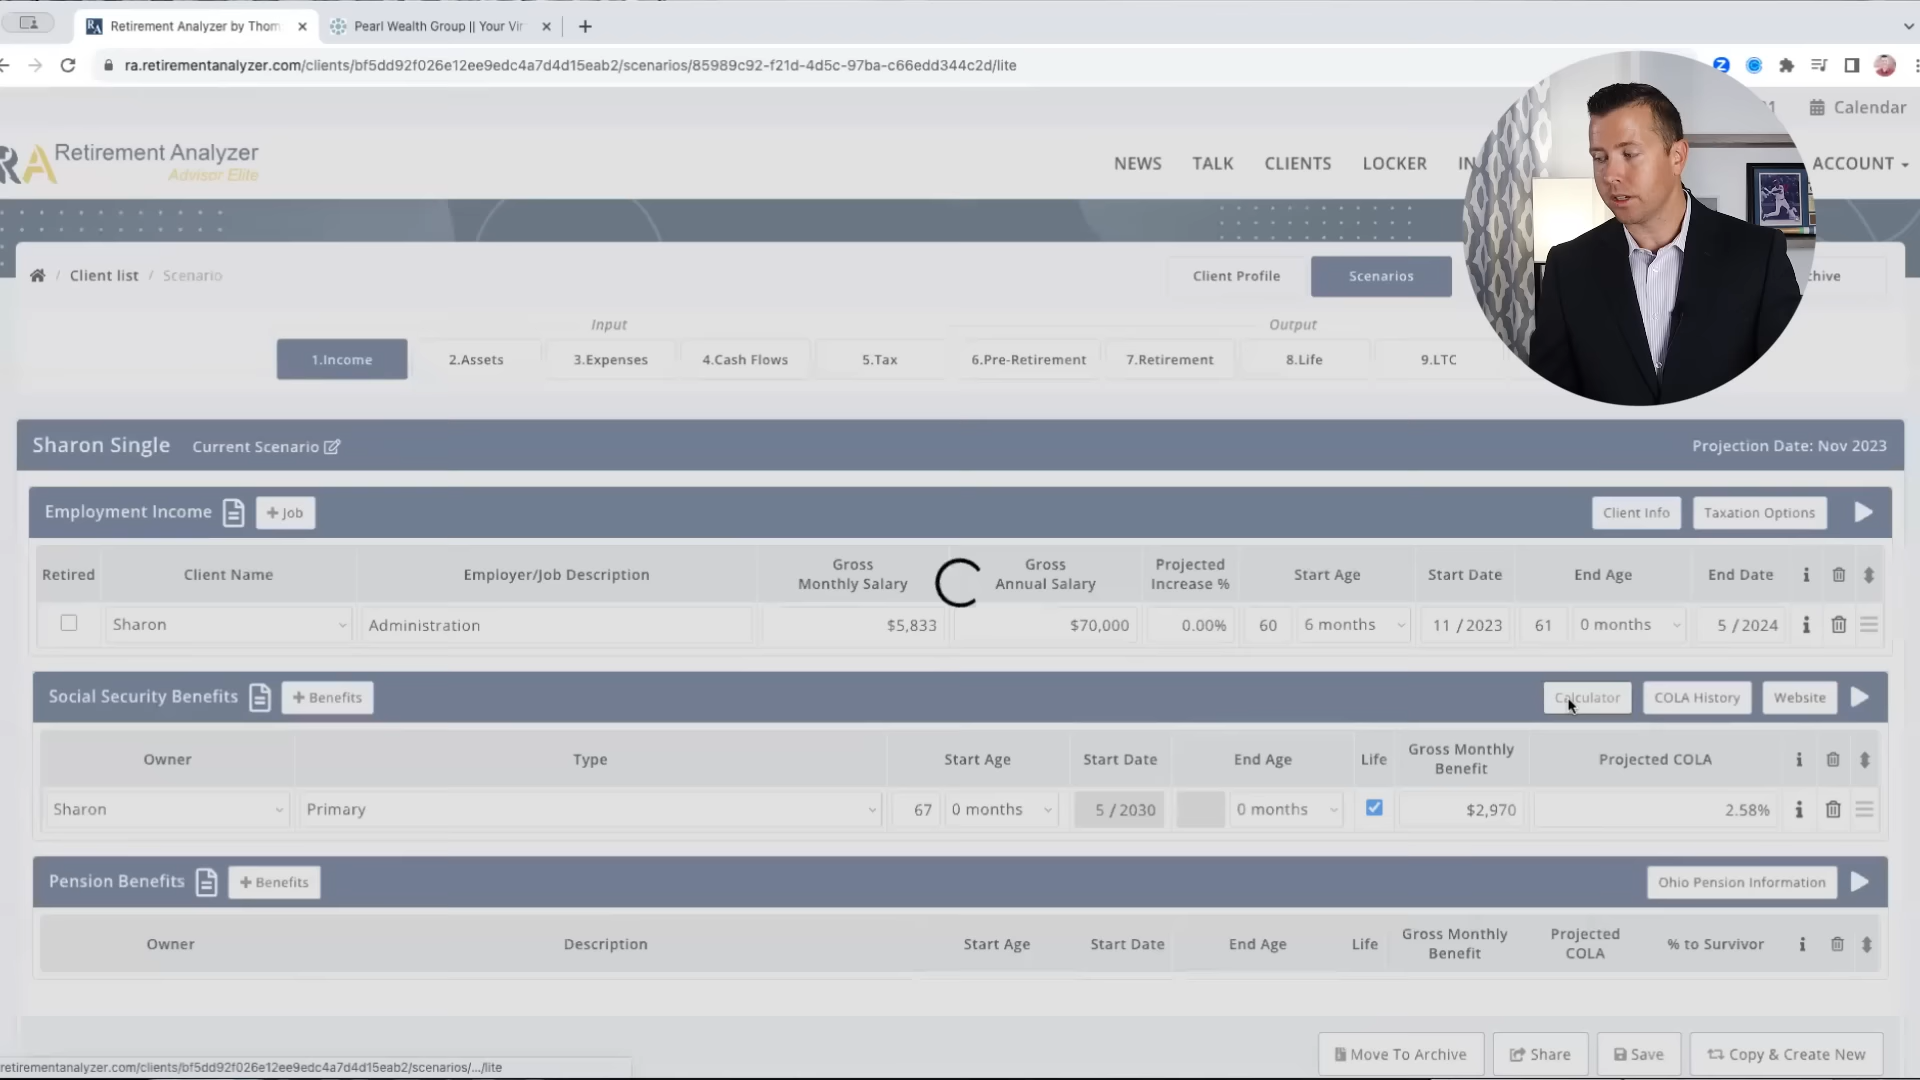 Retirement Analyzer by Thom
Pearl Wealth Group || Your Vir
ra.retirementanalyzer.com/clients/bf5dd92f026e12ee9edc4a7d4d15eab2/scenarios/85989c92-f21d-4d5c-97ba-c66edd344c2d/lite
Calendar
RA Retirement Analyzer
Advisor Elite
NEWS TALK CLIENTS LOCKER IN ACCOUNT
/ Client list / Scenario
Client Profile Scenarios chive
Input Output
1.Income 2.Assets 3.Expenses 4.Cash Flows 5.Tax 6.Pre-Retirement 7.Retirement 8.Life 9.LTC
Sharon Single Current Scenario Projection Date: Nov 2023
Employment Income + Job Client Info Taxation Options
Retired Client Name Employer/Job Description Gross Monthly Salary Gross Annual Salary Projected Increase % Start Age Start Date End Age End Date
Sharon Administration $5,833 $70,000 0.00% 60 6 months 11 / 2023 61 0 months 5 / 2024
Social Security Benefits + Benefits Calculator COLA History Website
Owner Type Start Age Start Date End Age Life Gross Monthly Benefit Projected COLA
Sharon Primary 67 0 months 5 / 2030 0 months $2,970 2.58%
Pension Benefits + Benefits Ohio Pension Information
Owner Description Start Age Start Date End Age Life Gross Monthly Benefit Projected COLA % to Survivor
Move To Archive Share Save Copy & Create New
retirementanalyzer.com/clients/bf5dd92f026e12ee9edc4a7d4d15eab2/scenarios/.../lite